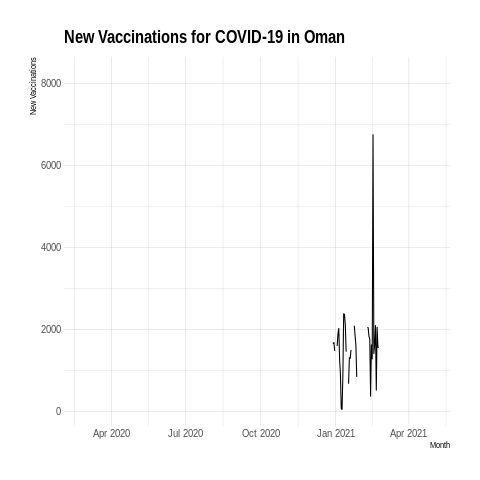 New Vaccinations for COVID-19 in Oman
New Vaccinations
8000
6000
4000
2000
0
Apr 2020 Jul 2020 Oct 2020 Jan 2021 Apr 2021
Month